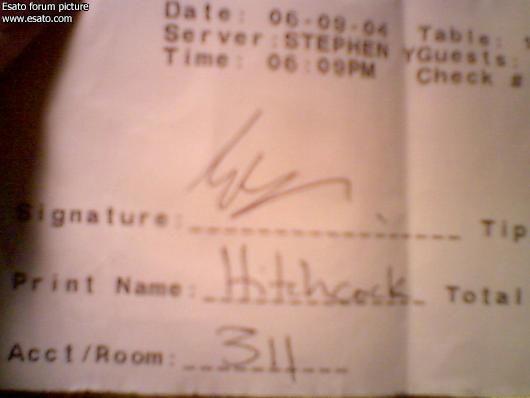 Esato forum picture
www.esato.com
Date: 06-09-04 Table:
Server: STEPHEN Y Guests:
Time: 06:09PM Check #
Signature: Tip
Print Name: Hitchcock Total
Acct/Room: 311